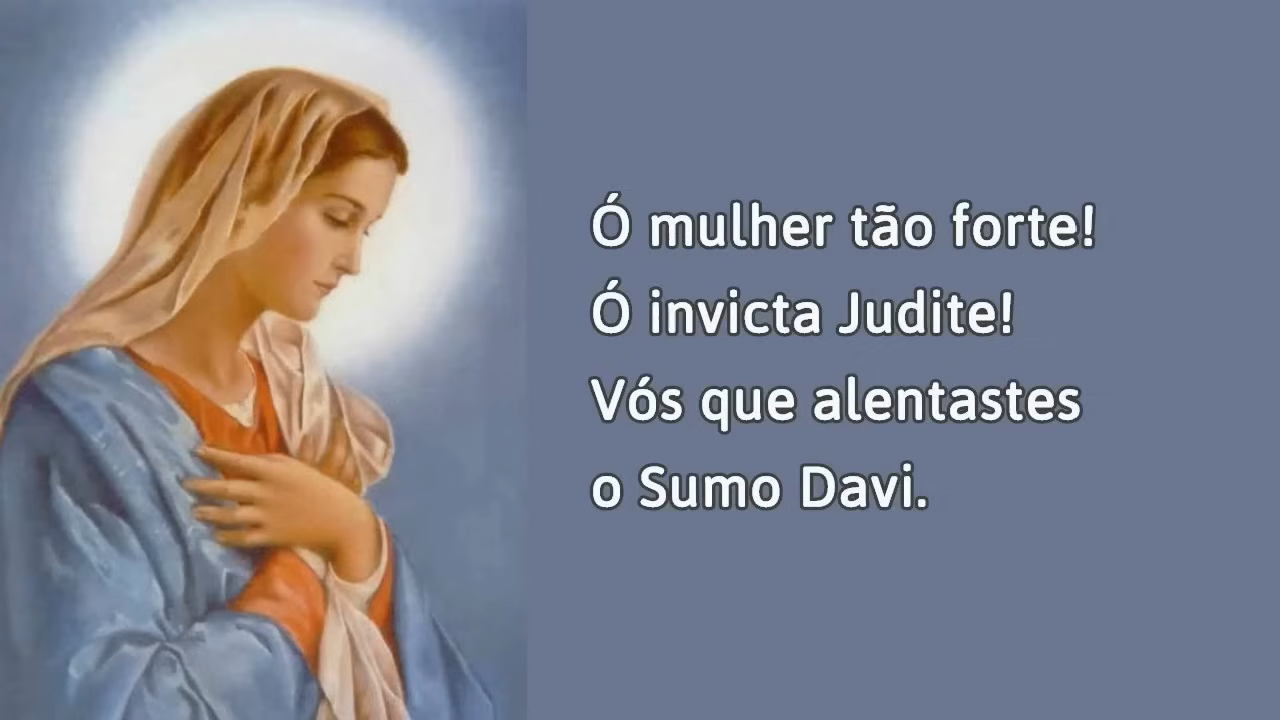 Ó mulher tão forte!
Ó invicta Judite!
Vós que alentastes
o Sumo Davi.